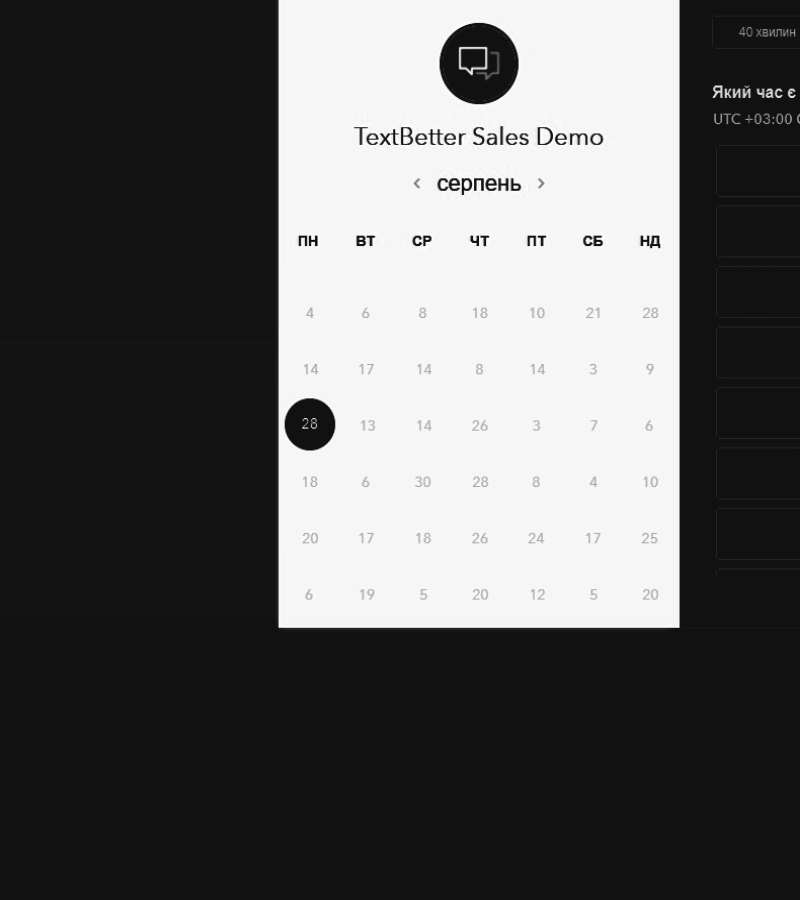 TextBetter Sales Demo
серпень
ПН ВТ СР ЧТ ПТ СБ НД
4 6 8 18 10 21 28
14 17 14 8 14 3 9
28 13 14 26 3 7 6
18 6 30 28 8 4 10
20 17 18 26 24 17 25
6 19 5 20 12 5 20
40 хвилин
Який час є
UTC +03:00